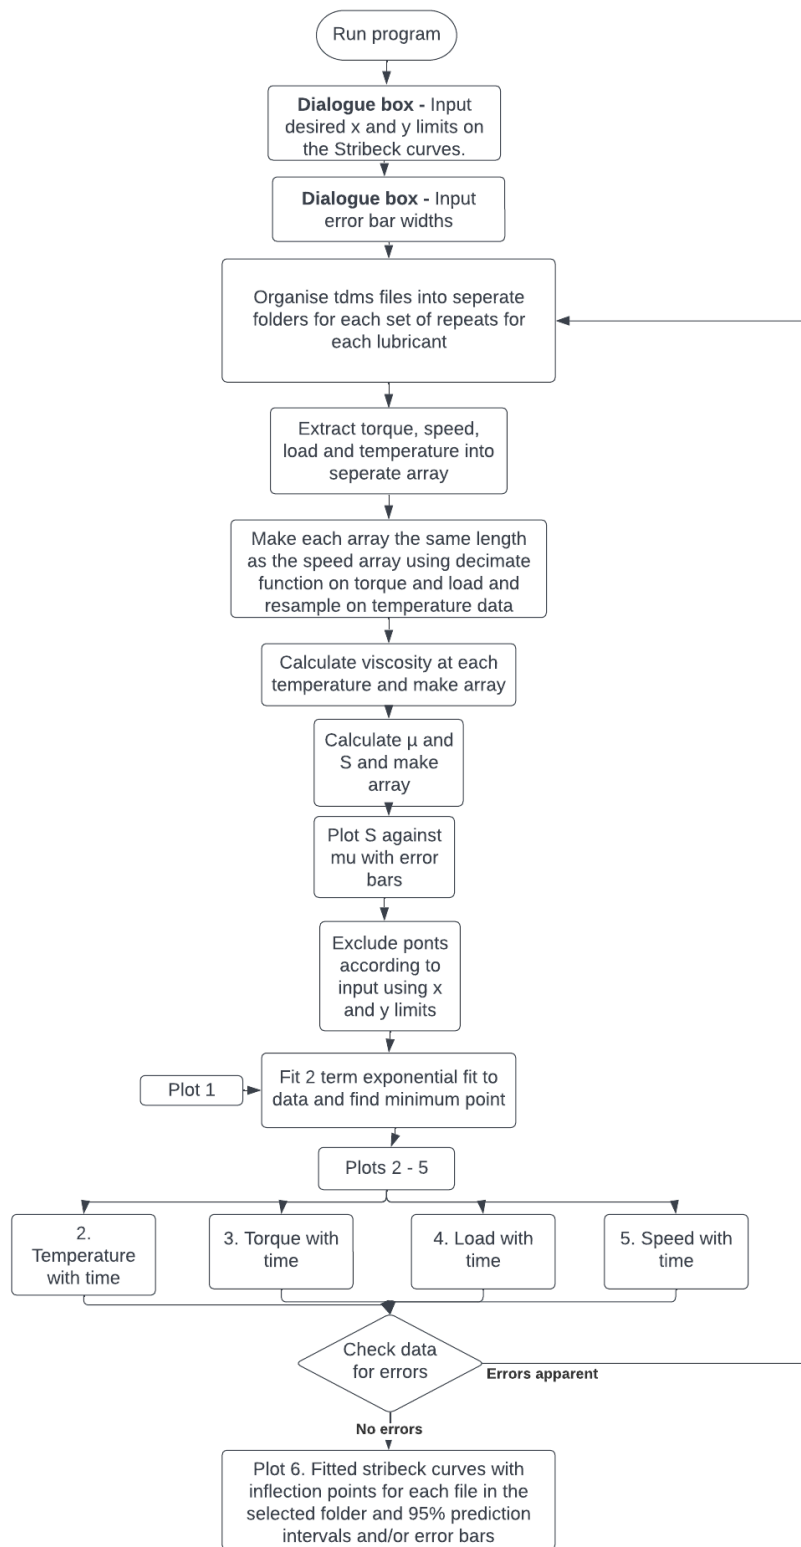 Run program
Dialogue box - Input
desired x and y limits on
the Stribeck curves.
Dialogue box - Input
error bar widths
Organise tdms files into seperate
folders for each set of repeats for
each lubricant
Extract torque, speed,
load and temperature into
seperate array
Make each array the same length
as the speed array using decimate
function on torque and load and
resample on temperature data
Calculate viscosity at each
temperature and make array
Calculate µ and
S and make
array
Plot S against
mu with error
bars
Exclude ponts
according to
input using x
and y limits
Plot 1
Fit 2 term exponential fit to
data and find minimum point
Plots 2 - 5
2.
Temperature
with time
3. Torque with
time
4. Load with
time
5. Speed with
time
Check data
for errors
Errors apparent
No errors
Plot 6. Fitted stribeck curves with
inflection points for each file in the
selected folder and 95% prediction
intervals and/or error bars